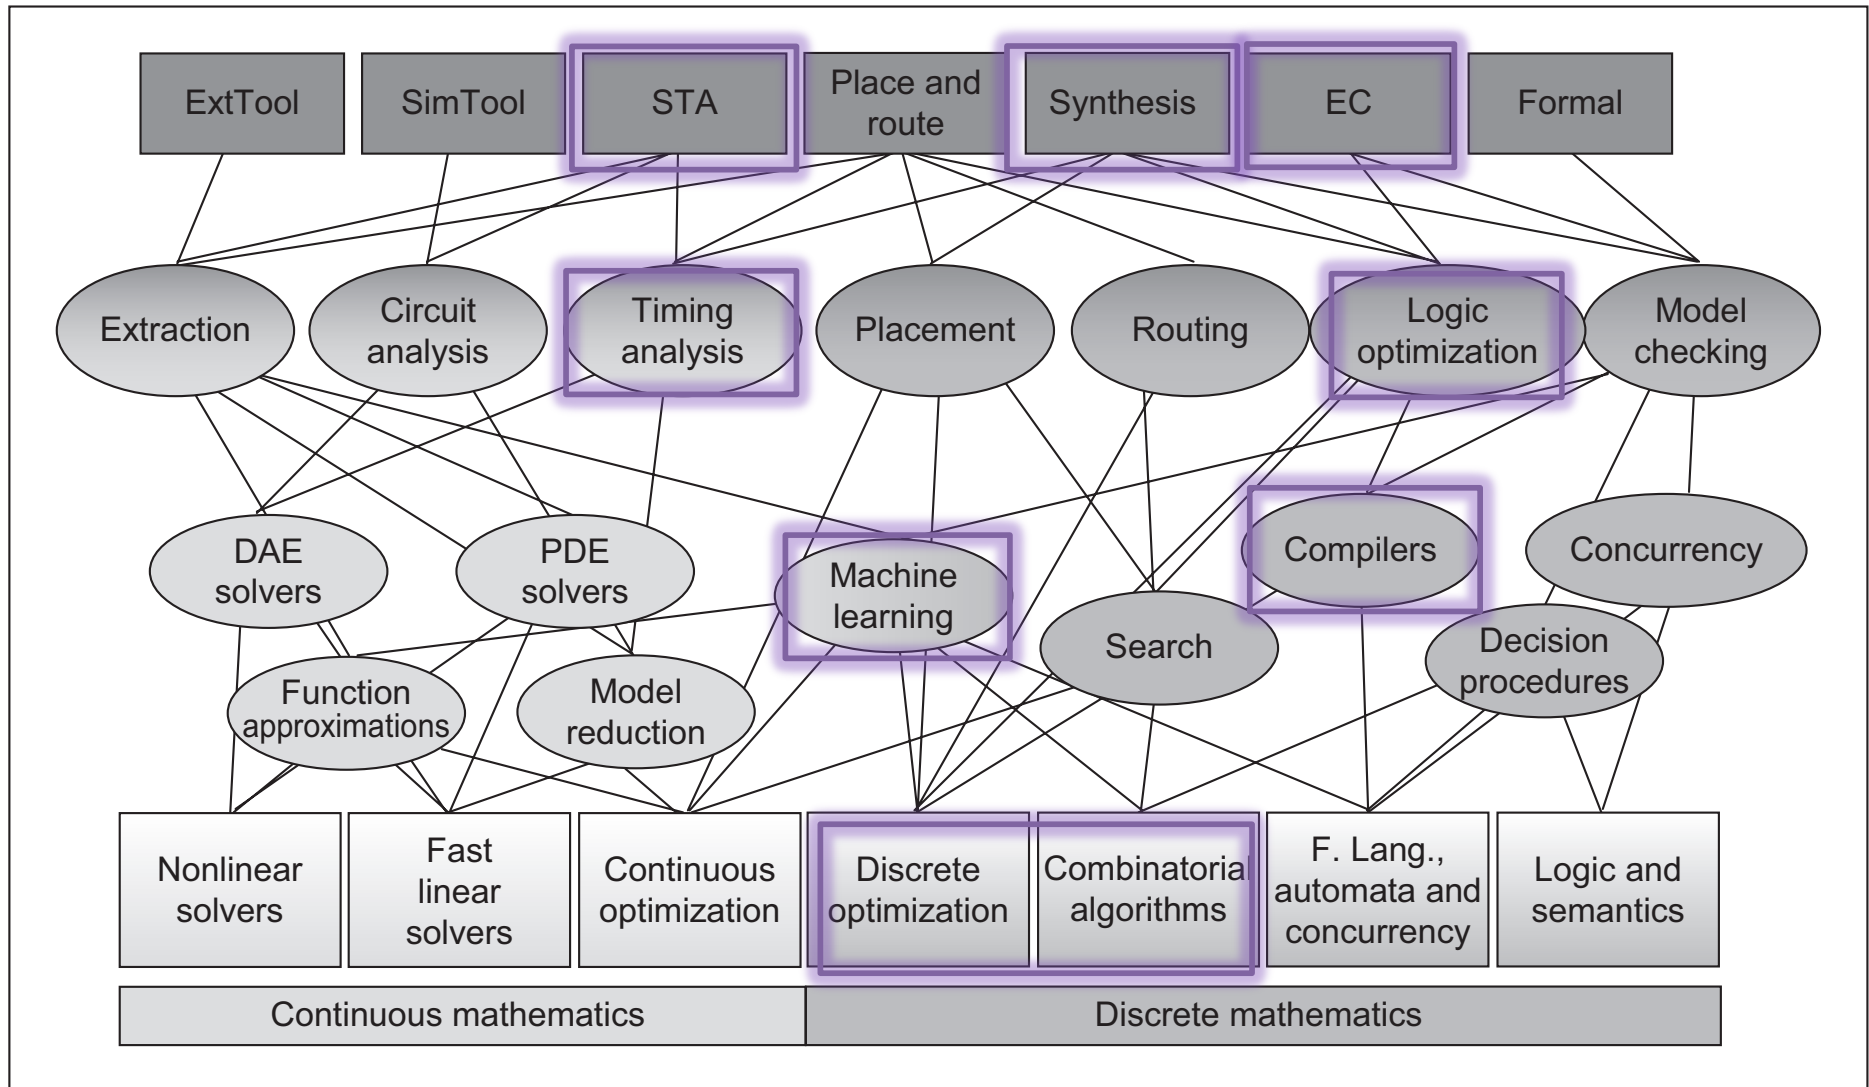 ExtTool
SimTool
STA
Place and
route
Synthesis
EC
Formal
Extraction
Circuit
analysis
Timing
analysis
Placement
Routing
Logic
optimization
Model
checking
DAE
solvers
PDE
solvers
Machine
learning
Search
Compilers
Concurrency
Function
approximations
Model
reduction
Decision
procedures
Nonlinear
solvers
Fast
linear
solvers
Continuous
optimization
Discrete
optimization
Combinatorial
algorithms
F. Lang.,
automata and
concurrency
Logic and
semantics
Continuous mathematics
Discrete mathematics